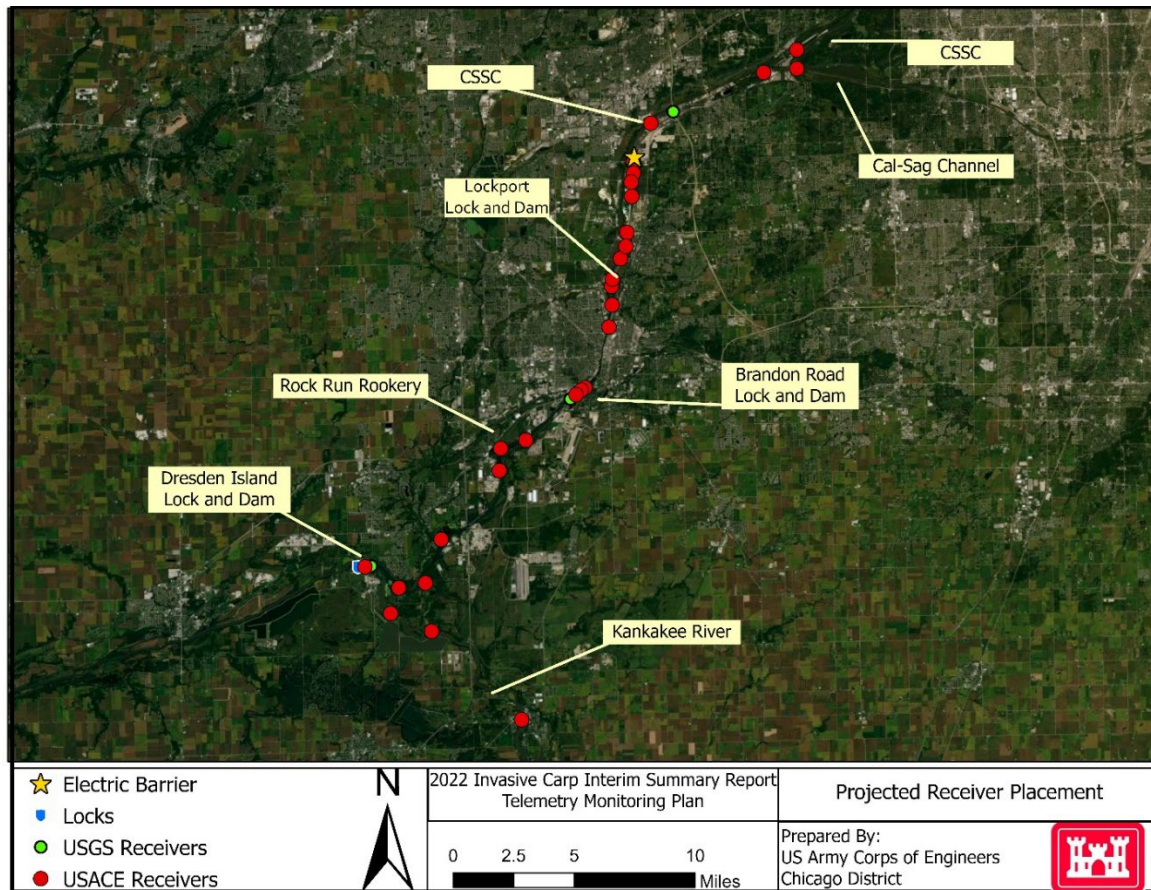 CSSC
CSSC
Cal-Sag Channel
Lockport
Lock and Dam
Rock Run Rookery
Brandon Road
Lock and Dam
Dresden Island
Lock and Dam
Kankakee River
Electric Barrier
Locks
USGS Receivers
USACE Receivers
N
2022 Invasive Carp Interim Summary Report
Telemetry Monitoring Plan
0 2.5 5 10
Miles
Projected Receiver Placement
Prepared By:
US Army Corps of Engineers
Chicago District